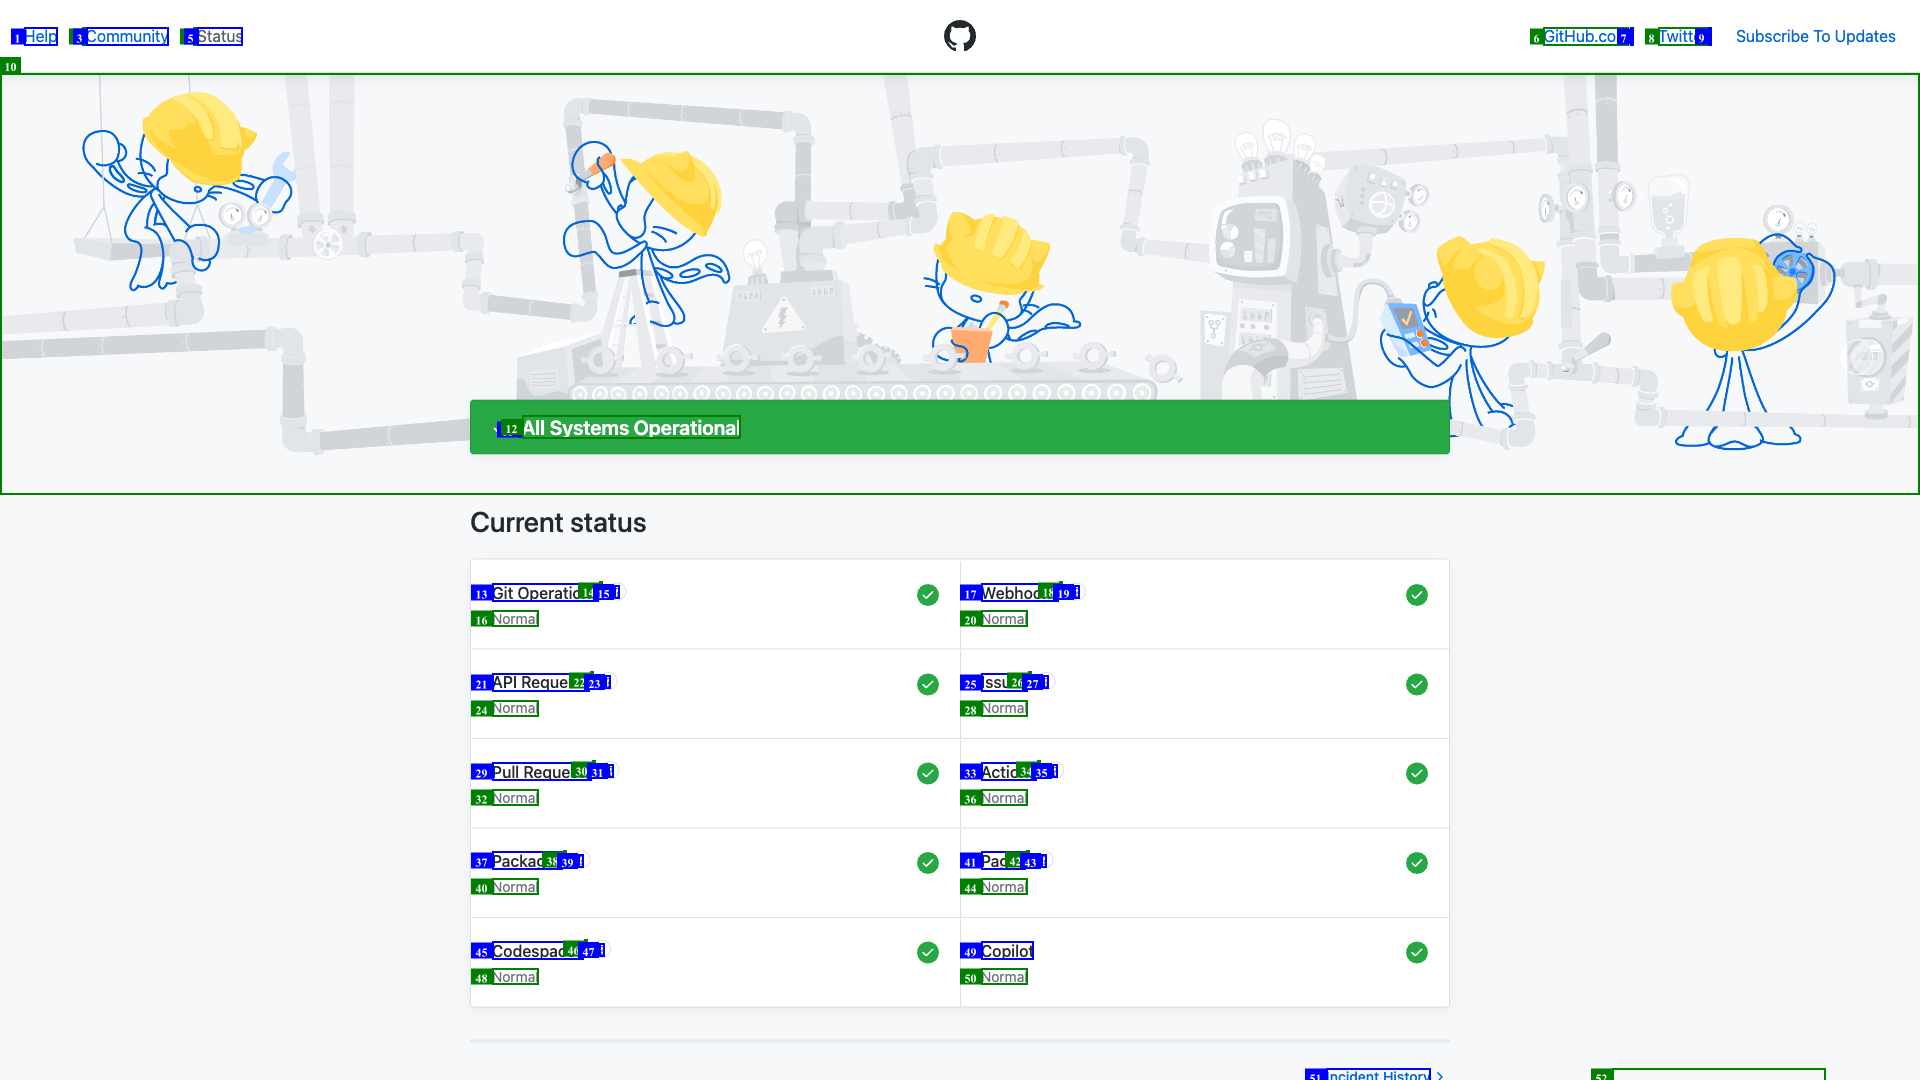 1 Help 3 Community 5 Status 6 GitHub.co 7 8 Twitt 9 Subscribe To Updates
10
12 All Systems Operational
Current status
13 Git Operatio 14 15 17 Webhoo 18 19
16 Normal 20 Normal
21 API Reque 22 23 25 Issu 26 27
24 Normal 28 Normal
29 Pull Reque 30 31 33 Actio 34 35
32 Normal 36 Normal
37 Packag 38 39 41 Pag 42 43
40 Normal 44 Normal
45 Codespac 46 47 49 Copilot
48 Normal 50 Normal
51 Incident History 52